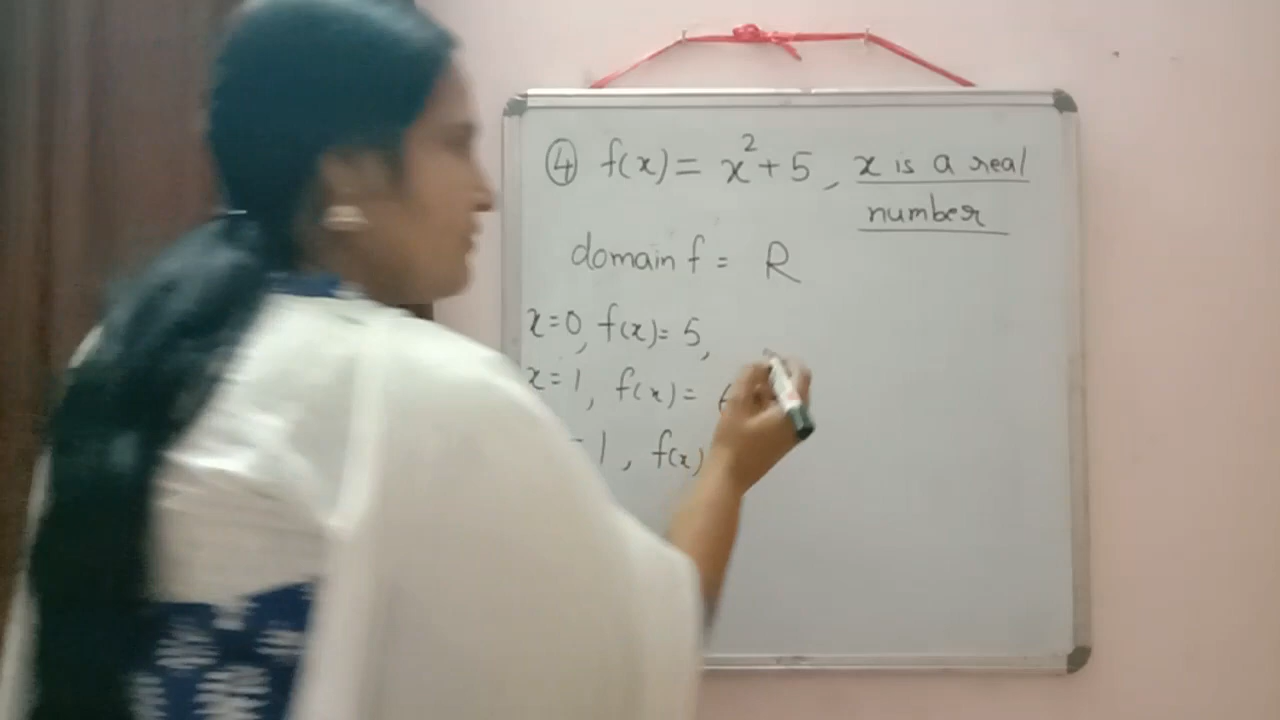 ④ f(x) = x² + 5, x is a real
number
domain f = R
x=0, f(x)= 5,
x=1, f(x)=
1, f(x)